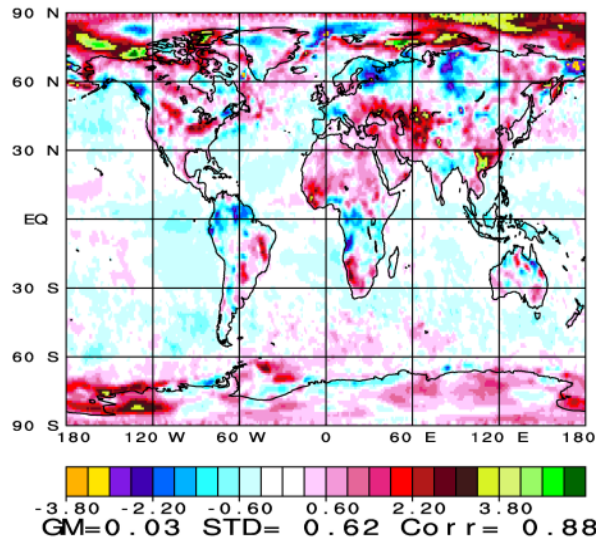 90 N
60 N
30 N
EQ
30 S
60 S
90 S
180 120 W 60 W 0 60 E 120 E 180
-3.80 -2.20 -0.60 0.60 2.20 3.80
GM=0.03 STD= 0.62 Corr= 0.88